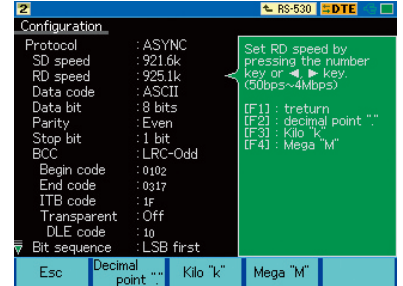 2 RS-530 DTE
Configuration
Protocol : ASYNC
SD speed : 921.6k
RD speed : 925.1k
Data code : ASCII
Data bit : 8 bits
Parity : Even
Stop bit : 1 bit
BCC : LRC-Odd
Begin code : 0102
End code : 0317
ITB code : 1F
Transparent : Off
DLE code : 10
Bit sequence : LSB first
Set RD speed by
pressing the number
key or ◄, ► key.
(50bps~4Mbps)
[F1] : treturn
[F2] : decimal point "."
[F3] : Kilo "k"
[F4] : Mega "M"
Esc
Decimal
point "."
Kilo "k"
Mega "M"